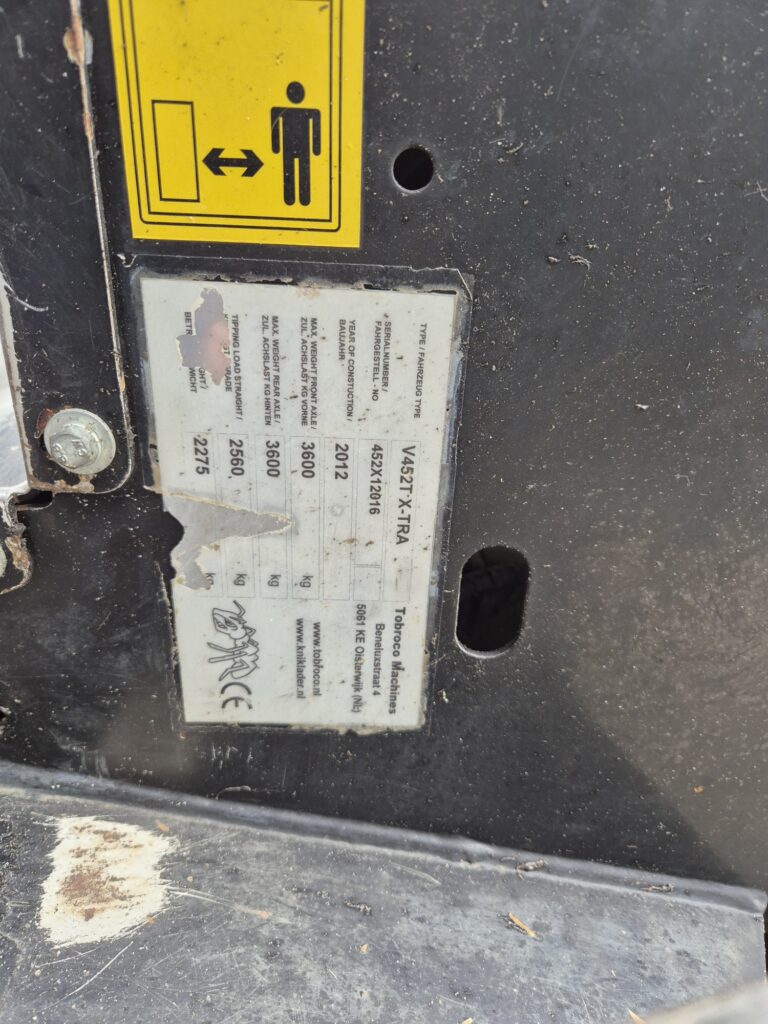 TYPE / FAHRZEUG TYPE V452T X-TRA
SERIALNUMBER / FAHRGESTELL - NO 452X12016
YEAR OF CONSTUCTION / BAUJAHR 2012
MAX. WEIGHT FRONT AXLE / ZUL. ACHSLAST KG VORNE 3600 kg
MAX. WEIGHT REAR AXLE / ZUL. ACHSLAST KG HINTEN 3600 kg
TIPPING LOAD STRAIGHT / 2560 kg
2275 kg
Tobroco Machines
Beneluxstraat 4
5061 KE Oisterwijk (NL)
www.tobroco.nl
www.kniklader.nl
CE